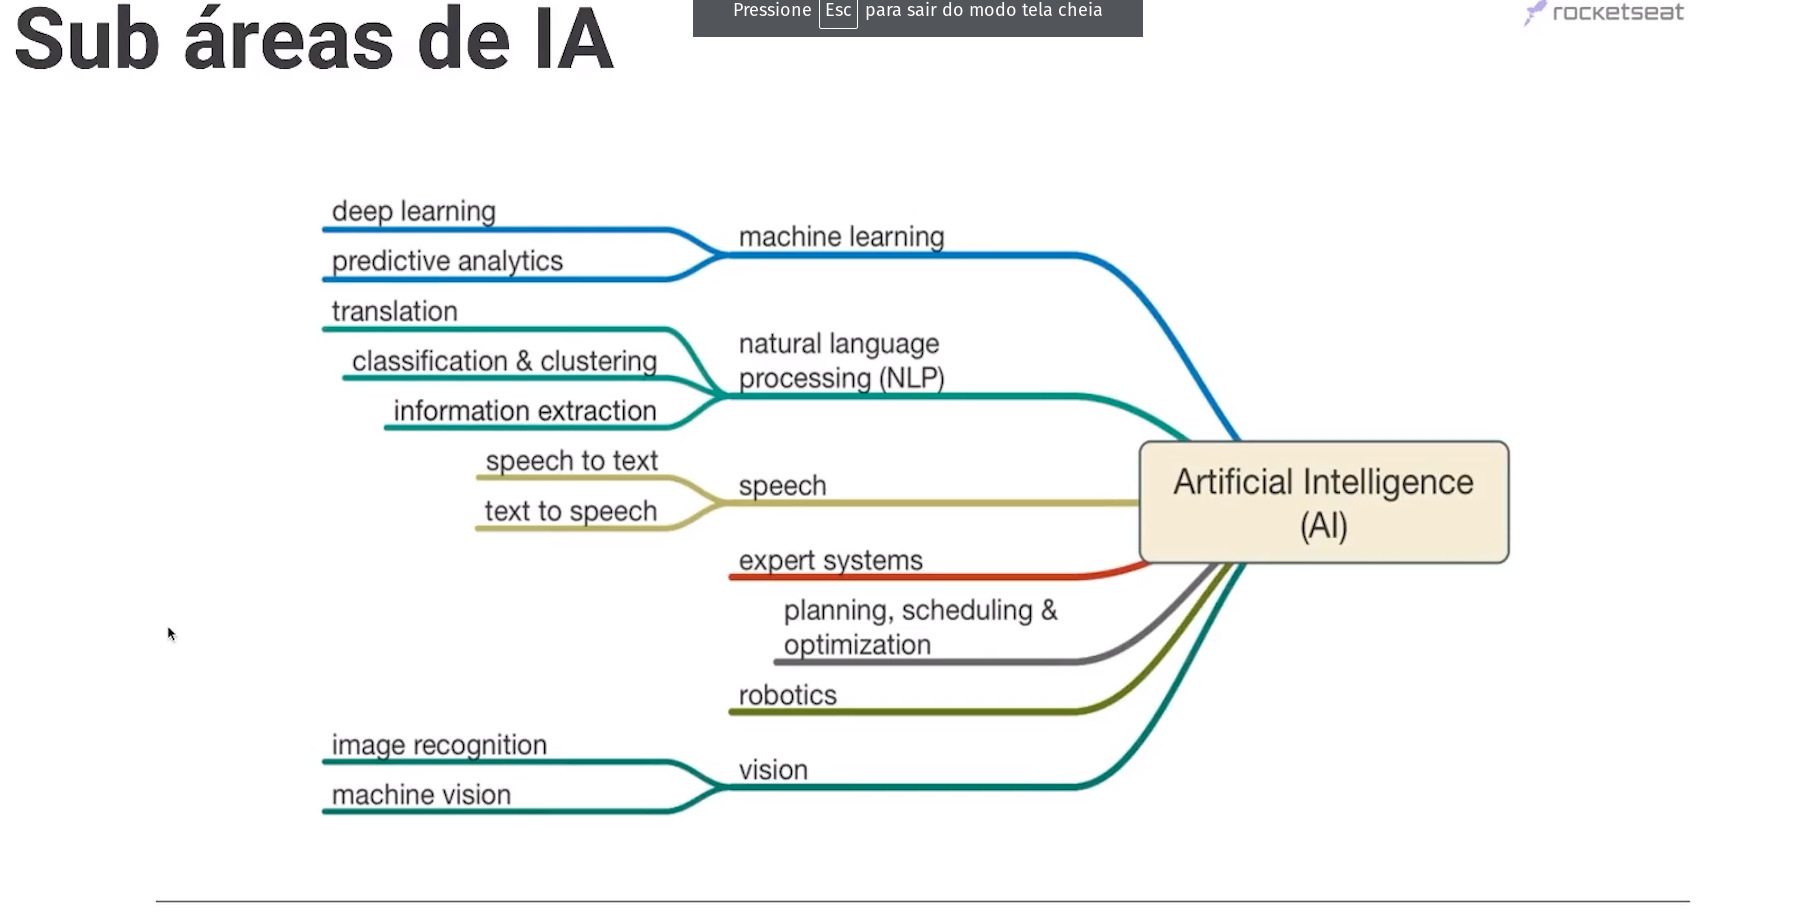 Pressione Esc para sair do modo tela cheia
Sub áreas de IA
rocketseat
deep learning
predictive analytics
machine learning
translation
classification & clustering
information extraction
natural language
processing (NLP)
speech to text
text to speech
speech
Artificial Intelligence
(AI)
expert systems
planning, scheduling &
optimization
robotics
image recognition
machine vision
vision